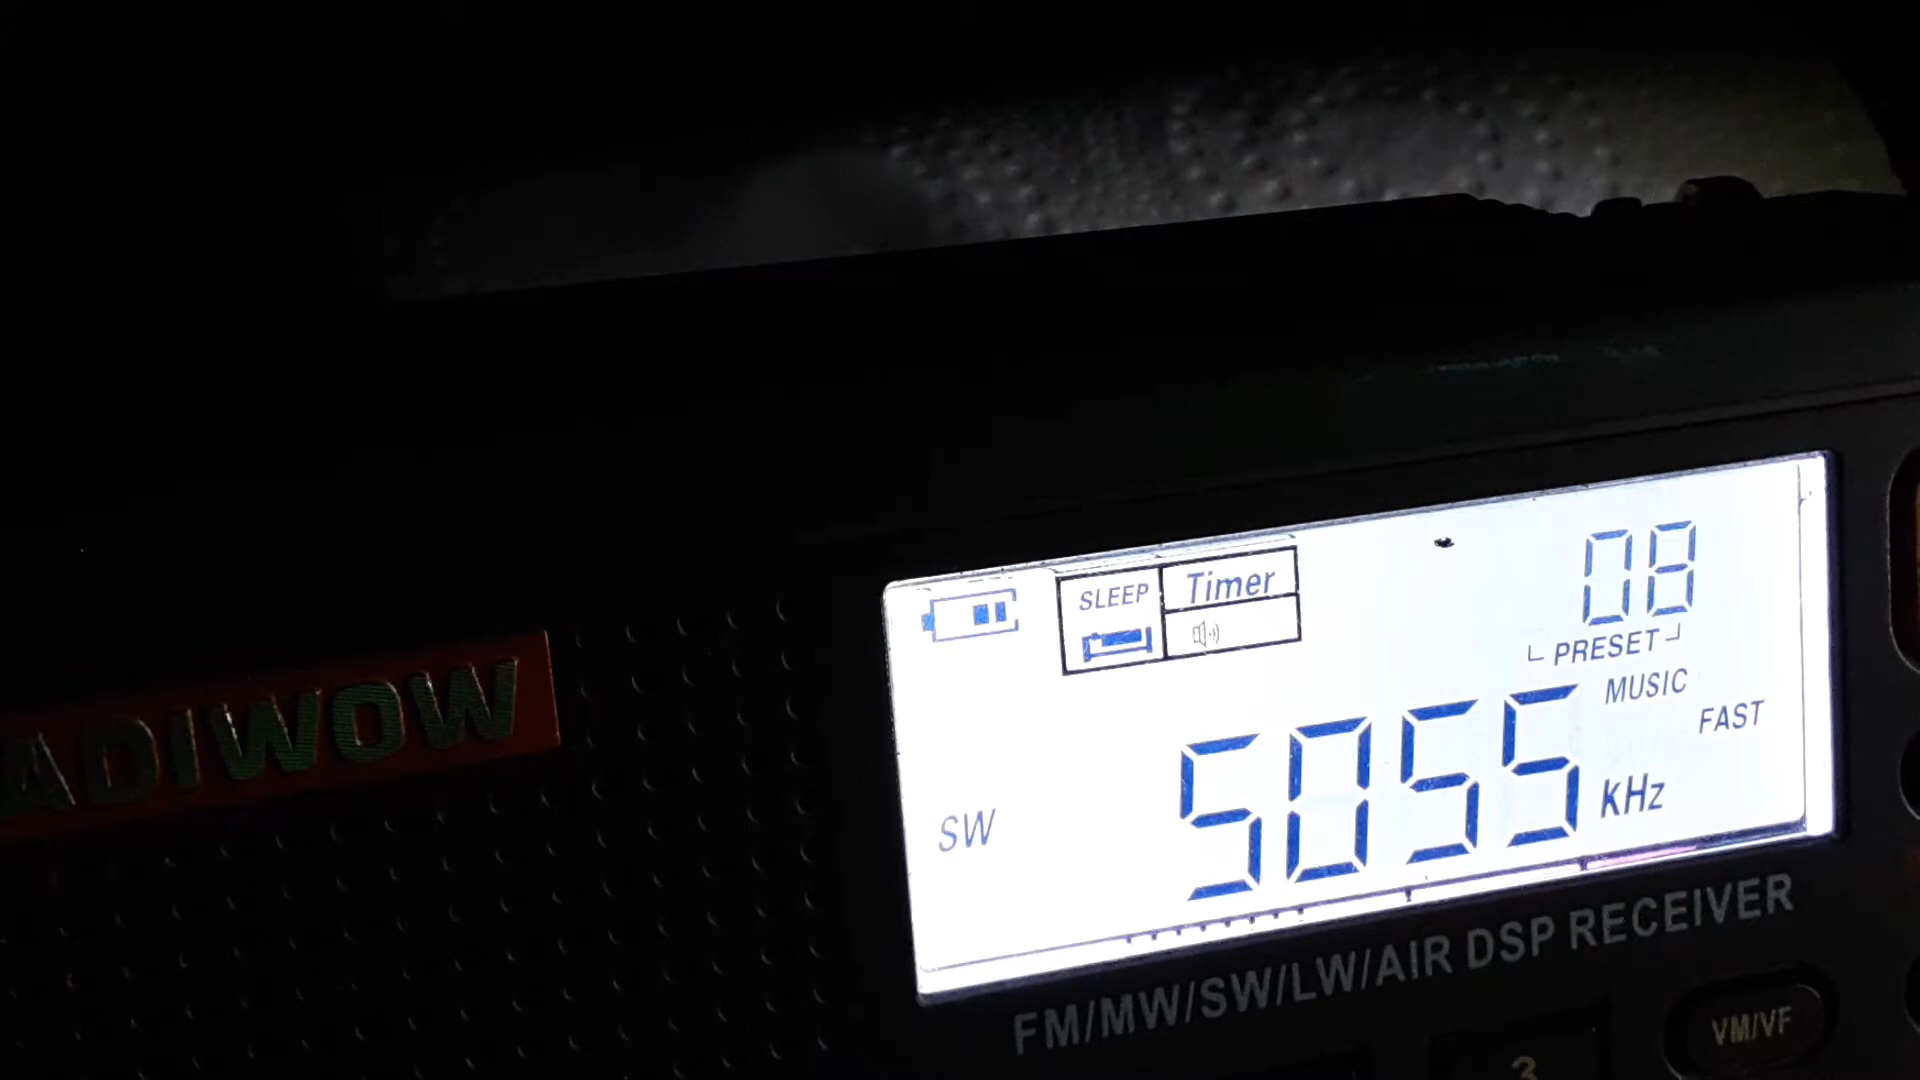 SLEEP
Timer
08
PRESET
MUSIC
FAST
ADIWOW
SW
5055 kHz
FM/MW/SW/LW/AIR DSP RECEIVER
VM/VF
3